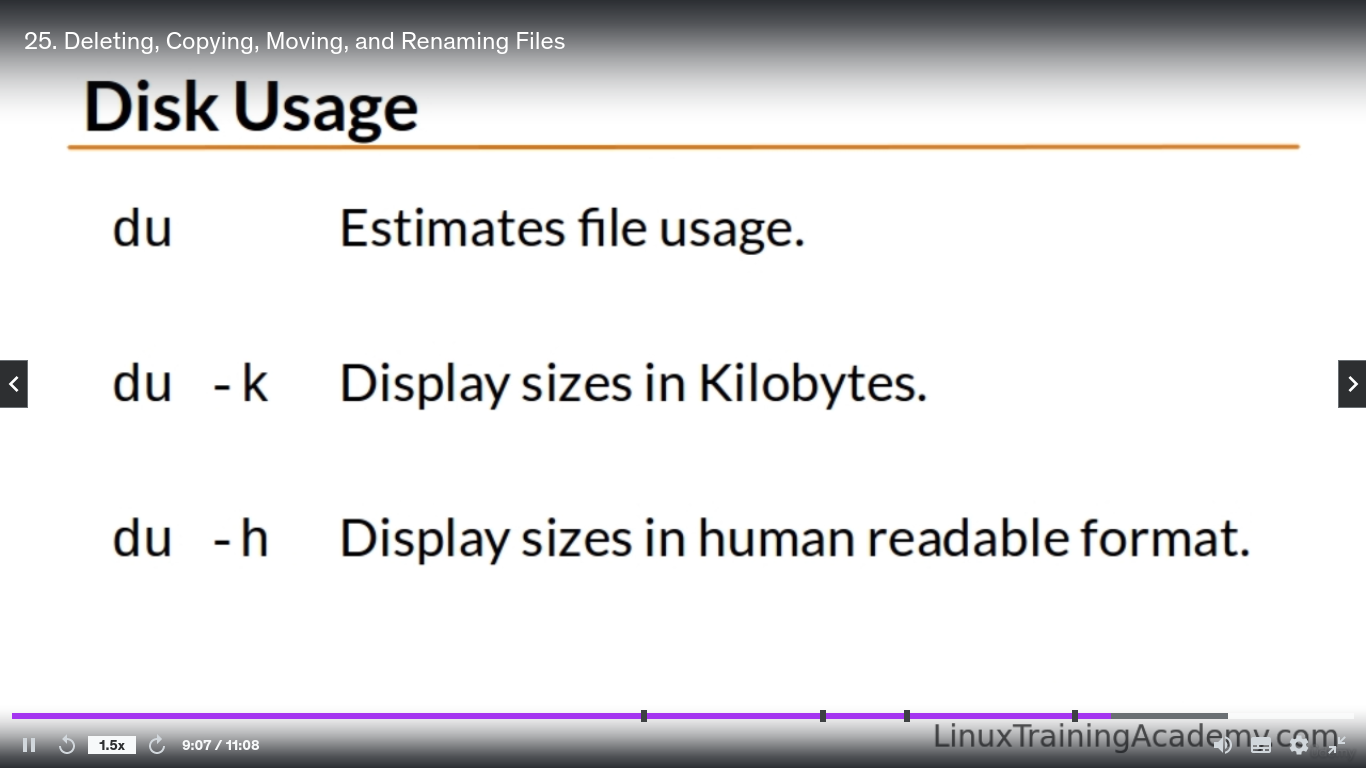 25. Deleting, Copying, Moving, and Renaming Files
Disk Usage
du Estimates file usage.
du -k Display sizes in Kilobytes.
du -h Display sizes in human readable format.
LinuxTrainingAcademy.com
1.5x 9:07 / 11:08